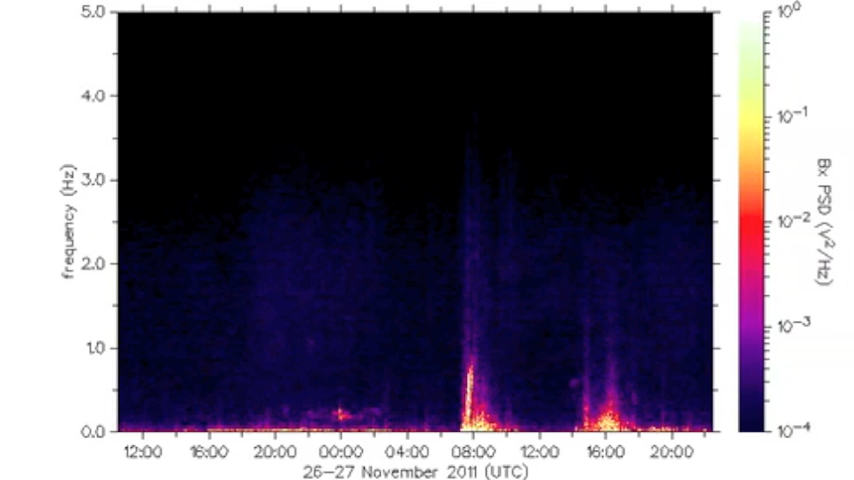 5.0
4.0
3.0
2.0
1.0
0.0
frequency (Hz)
12:00 16:00 20:00 00:00 04:00 08:00 12:00 16:00 20:00
26–27 November 2011 (UTC)
10⁰
10⁻¹
10⁻²
10⁻³
10⁻⁴
Bx PSD (V²/Hz)